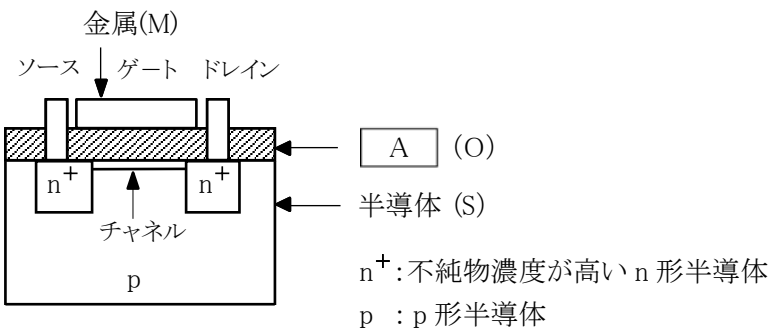 金属(M)
ソース ゲート ドレイン
A (O)
n+ n+
半導体 (S)
チャネル
n+:不純物濃度が高い n 形半導体
p
p :p 形半導体